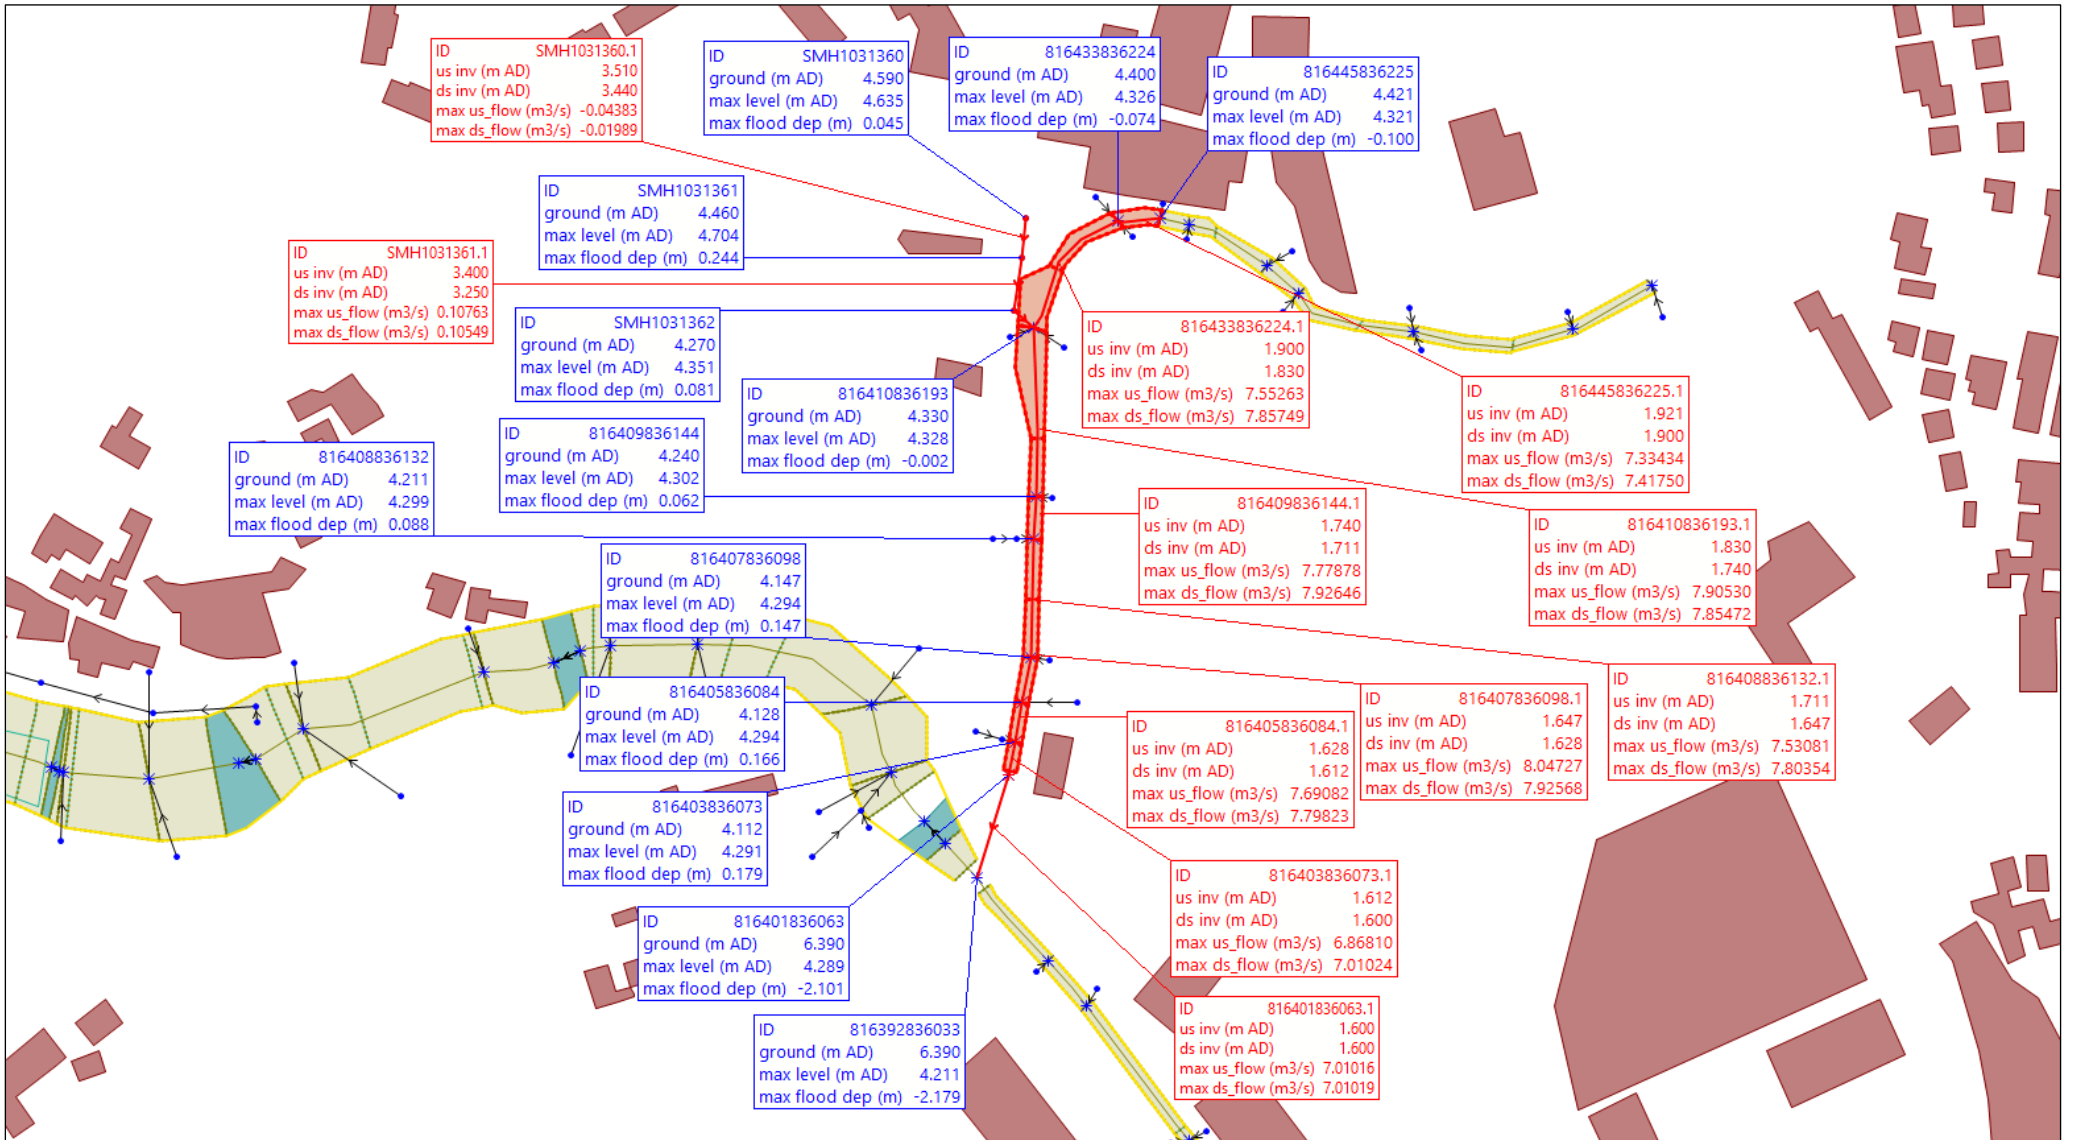 ID SMH1031360.1
us inv (m AD) 3.510
ds inv (m AD) 3.440
max us_flow (m3/s) -0.04383
max ds_flow (m3/s) -0.01989
ID SMH1031360
ground (m AD) 4.590
max level (m AD) 4.635
max flood dep (m) 0.045
ID 816433836224
ground (m AD) 4.400
max level (m AD) 4.326
max flood dep (m) -0.074
ID 816445836225
ground (m AD) 4.421
max level (m AD) 4.321
max flood dep (m) -0.100
ID SMH1031361
ground (m AD) 4.460
max level (m AD) 4.704
max flood dep (m) 0.244
ID SMH1031361.1
us inv (m AD) 3.400
ds inv (m AD) 3.250
max us_flow (m3/s) 0.10763
max ds_flow (m3/s) 0.10549
ID SMH1031362
ground (m AD) 4.270
max level (m AD) 4.351
max flood dep (m) 0.081
ID 816433836224.1
us inv (m AD) 1.900
ds inv (m AD) 1.830
max us_flow (m3/s) 7.55263
max ds_flow (m3/s) 7.85749
ID 816410836193
ground (m AD) 4.330
max level (m AD) 4.328
max flood dep (m) -0.002
ID 816445836225.1
us inv (m AD) 1.921
ds inv (m AD) 1.900
max us_flow (m3/s) 7.33434
max ds_flow (m3/s) 7.41750
ID 816409836144
ground (m AD) 4.240
max level (m AD) 4.302
max flood dep (m) 0.062
ID 816408836132
ground (m AD) 4.211
max level (m AD) 4.299
max flood dep (m) 0.088
ID 816409836144.1
us inv (m AD) 1.740
ds inv (m AD) 1.711
max us_flow (m3/s) 7.77878
max ds_flow (m3/s) 7.92646
ID 816410836193.1
us inv (m AD) 1.830
ds inv (m AD) 1.740
max us_flow (m3/s) 7.90530
max ds_flow (m3/s) 7.85472
ID 816407836098
ground (m AD) 4.147
max level (m AD) 4.294
max flood dep (m) 0.147
ID 816408836132.1
us inv (m AD) 1.711
ds inv (m AD) 1.647
max us_flow (m3/s) 7.53081
max ds_flow (m3/s) 7.80354
ID 816405836084
ground (m AD) 4.128
max level (m AD) 4.294
max flood dep (m) 0.166
ID 816407836098.1
us inv (m AD) 1.647
ds inv (m AD) 1.628
max us_flow (m3/s) 8.04727
max ds_flow (m3/s) 7.92568
ID 816405836084.1
us inv (m AD) 1.628
ds inv (m AD) 1.612
max us_flow (m3/s) 7.69082
max ds_flow (m3/s) 7.79823
ID 816403836073
ground (m AD) 4.112
max level (m AD) 4.291
max flood dep (m) 0.179
ID 816403836073.1
us inv (m AD) 1.612
ds inv (m AD) 1.600
max us_flow (m3/s) 6.86810
max ds_flow (m3/s) 7.01024
ID 816401836063
ground (m AD) 6.390
max level (m AD) 4.289
max flood dep (m) -2.101
ID 816401836063.1
us inv (m AD) 1.600
ds inv (m AD) 1.600
max us_flow (m3/s) 7.01016
max ds_flow (m3/s) 7.01019
ID 816392836033
ground (m AD) 6.390
max level (m AD) 4.211
max flood dep (m) -2.179